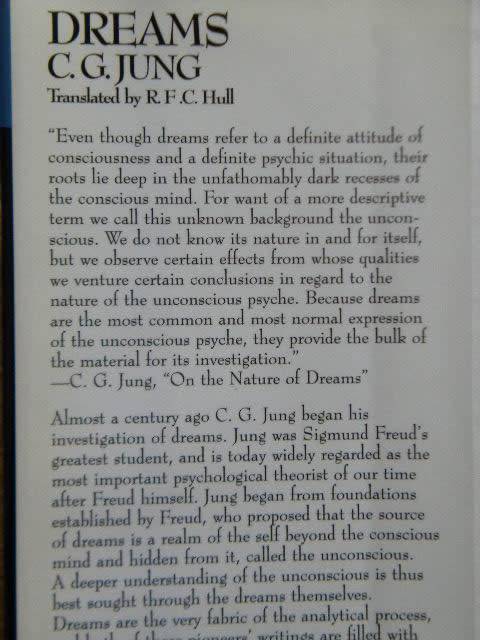 DREAMS
C. G. JUNG
Translated by R. F. C. Hull
“Even though dreams refer to a definite attitude of
consciousness and a definite psychic situation, their
roots lie deep in the unfathomably dark recesses of
the conscious mind. For want of a more descriptive
term we call this unknown background the uncon-
scious. We do not know its nature in and for itself,
but we observe certain effects from whose qualities
we venture certain conclusions in regard to the
nature of the unconscious psyche. Because dreams
are the most common and most normal expression
of the unconscious psyche, they provide the bulk of
the material for its investigation.”
—C. G. Jung, “On the Nature of Dreams”
Almost a century ago C. G. Jung began his
investigation of dreams. Jung was Sigmund Freud's
greatest student, and is today widely regarded as the
most important psychological theorist of our time
after Freud himself. Jung began from foundations
established by Freud, who proposed that the source
of dreams is a realm of the self beyond the conscious
mind and hidden from it, called the unconscious.
A deeper understanding of the unconscious is thus
best sought through the dreams themselves.
Dreams are the very fabric of the analytical process,
of these pioneers' writings are filled with